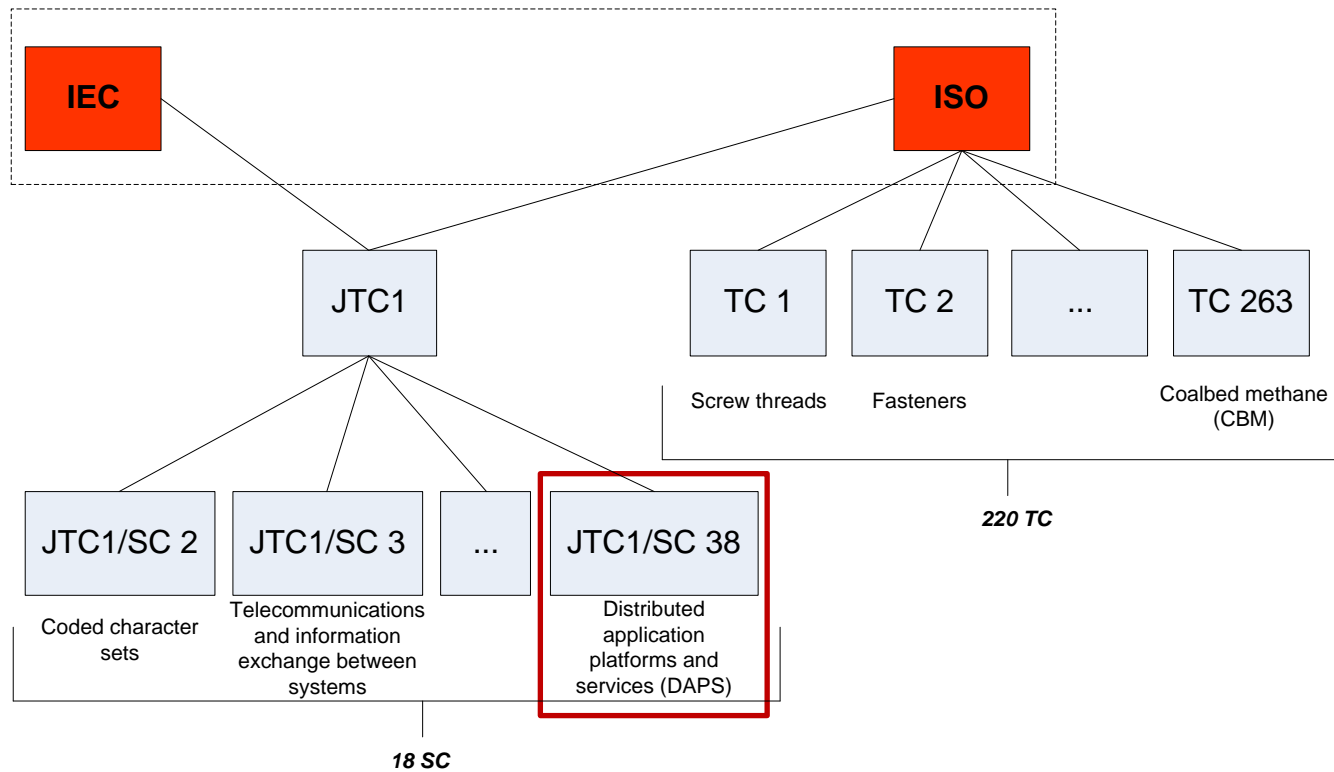 IEC
ISO
JTC1
TC 1
TC 2
...
TC 263
Screw threads
Fasteners
Coalbed methane
(CBM)
220 TC
JTC1/SC 2
JTC1/SC 3
...
JTC1/SC 38
Coded character
sets
Telecommunications
and information
exchange between
systems
Distributed
application
platforms and
services (DAPS)
18 SC